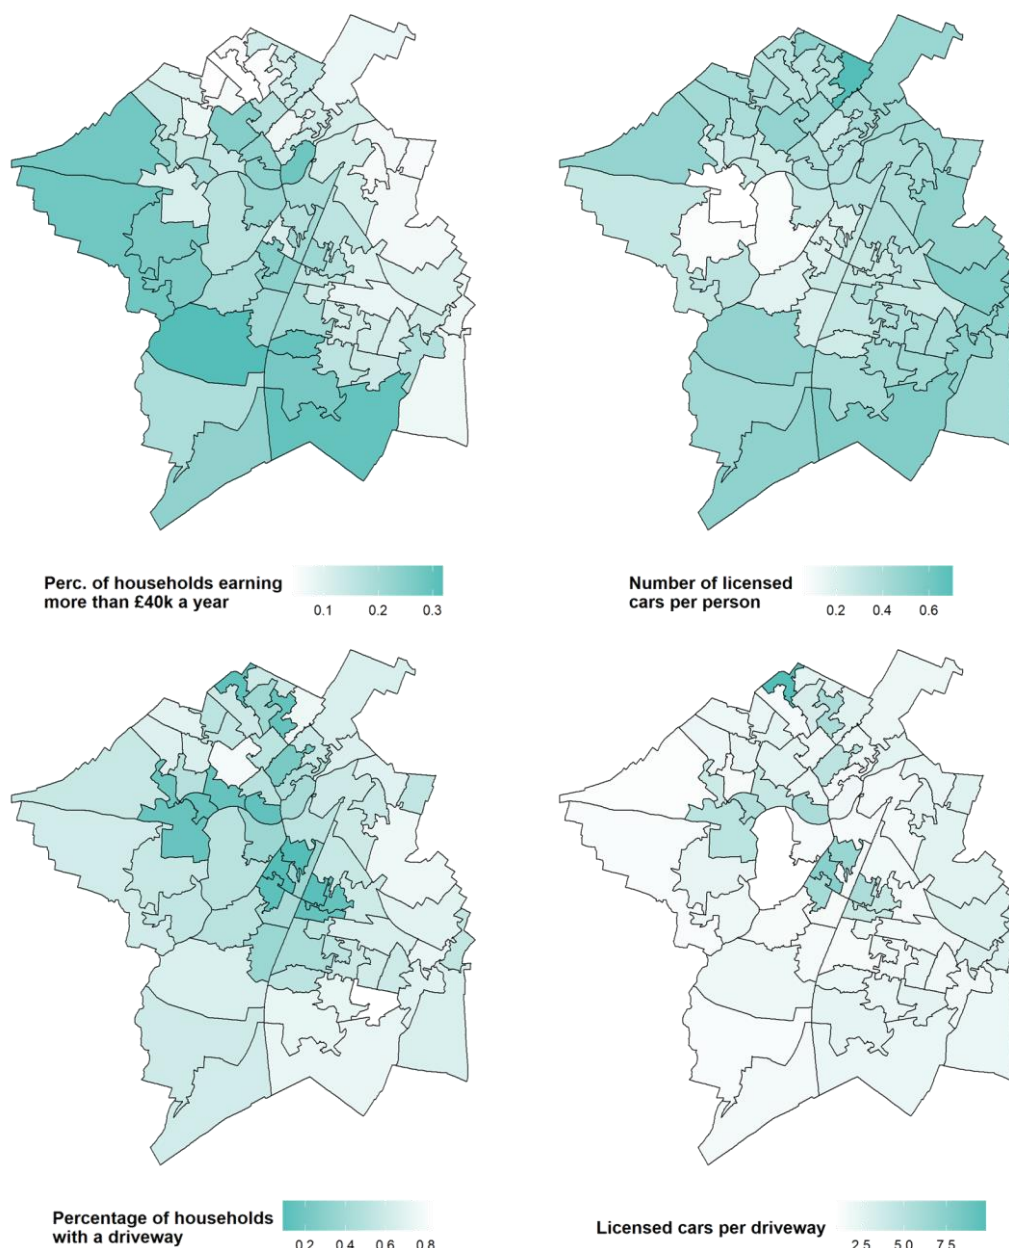 Perc. of households earning
more than £40k a year
0.1 0.2 0.3
Number of licensed
cars per person
0.2 0.4 0.6
Percentage of households
with a driveway
0.2 0.4 0.6 0.8
Licensed cars per driveway
2.5 5.0 7.5